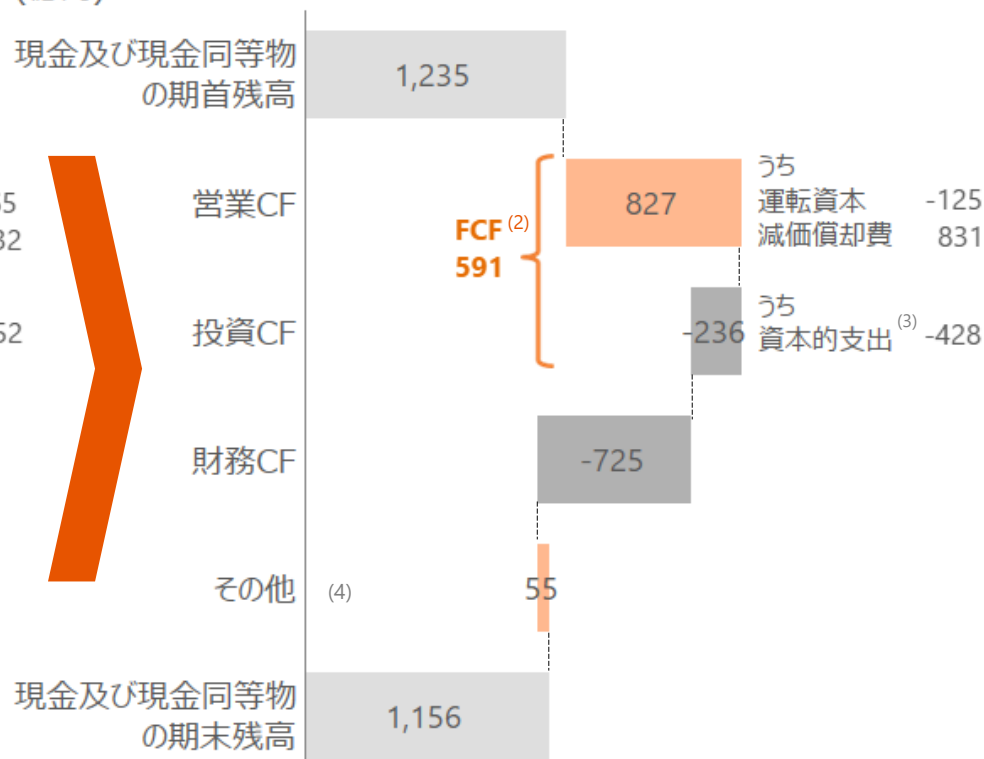 現金及び現金同等物
の期首残高
1,235
営業CF
827
うち
運転資本 -125
減価償却費 831
FCF (2)
591
投資CF
-236
うち
資本的支出 (3) -428
財務CF
-725
その他 (4)
55
現金及び現金同等物
の期末残高
1,156